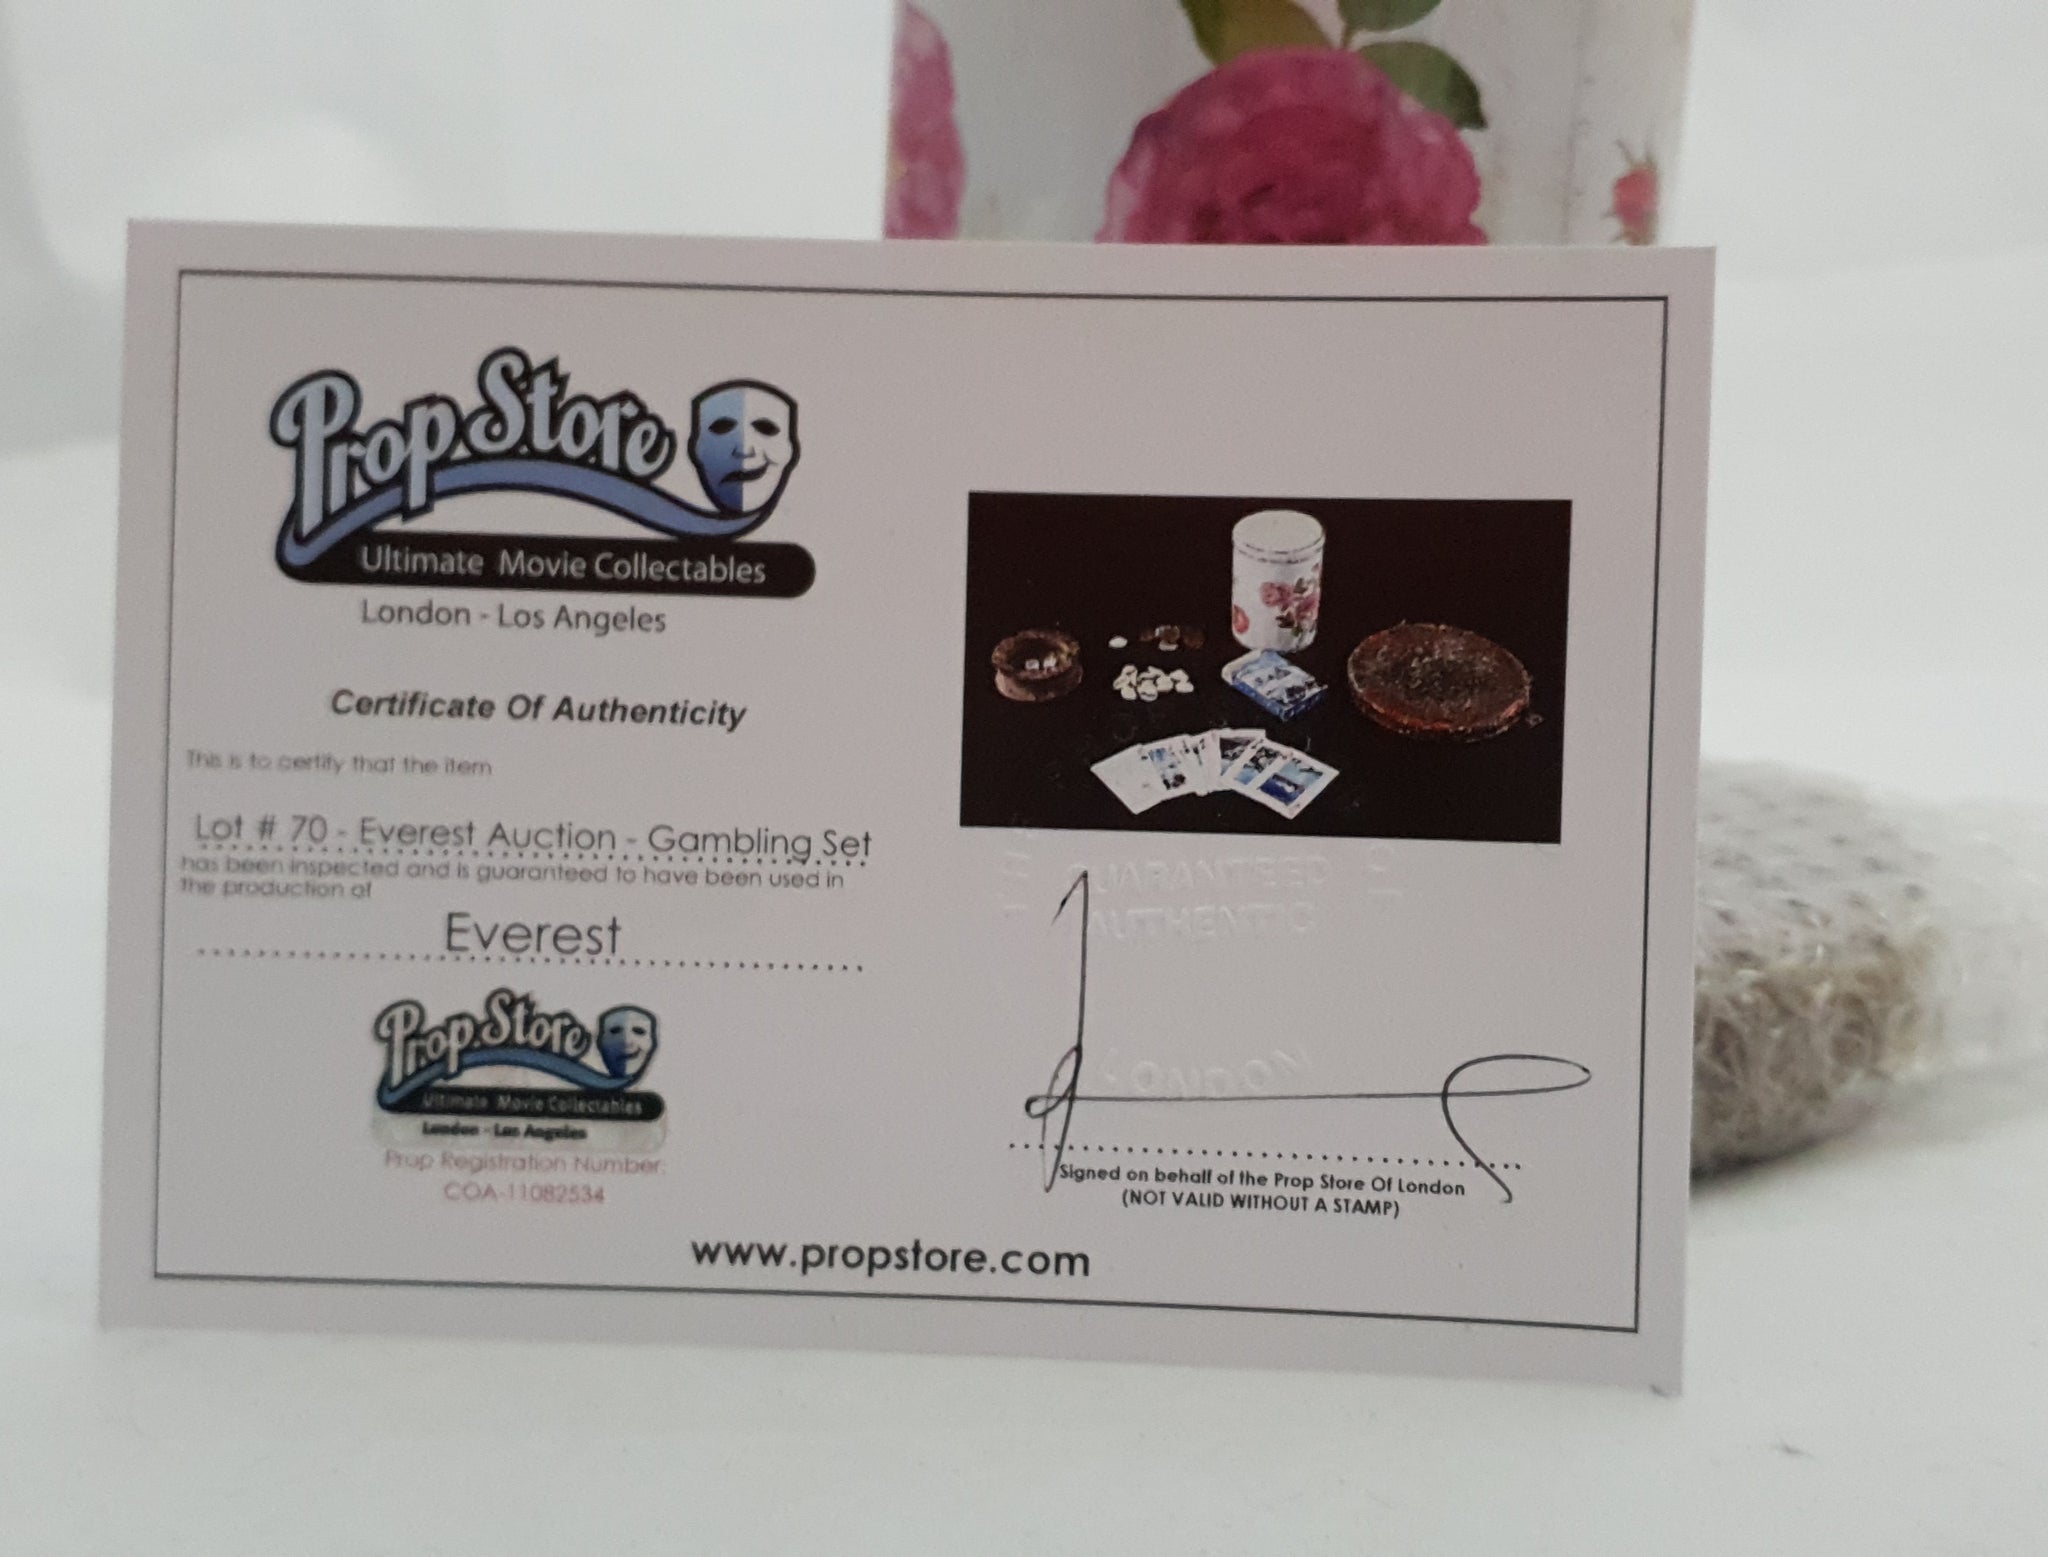 Prop Store
Ultimate Movie Collectables
London - Los Angeles
Certificate Of Authenticity
This is to certify that the item
Lot # 70 - Everest Auction - Gambling Set
has been inspected and is guaranteed to have been used in
the production of
Everest
Prop Store
Ultimate Movie Collectables
London - Los Angeles
Prop Registration Number:
COA-11082534
GUARANTEED
AUTHENTIC
LONDON
Signed on behalf of the Prop Store Of London
(NOT VALID WITHOUT A STAMP)
www.propstore.com